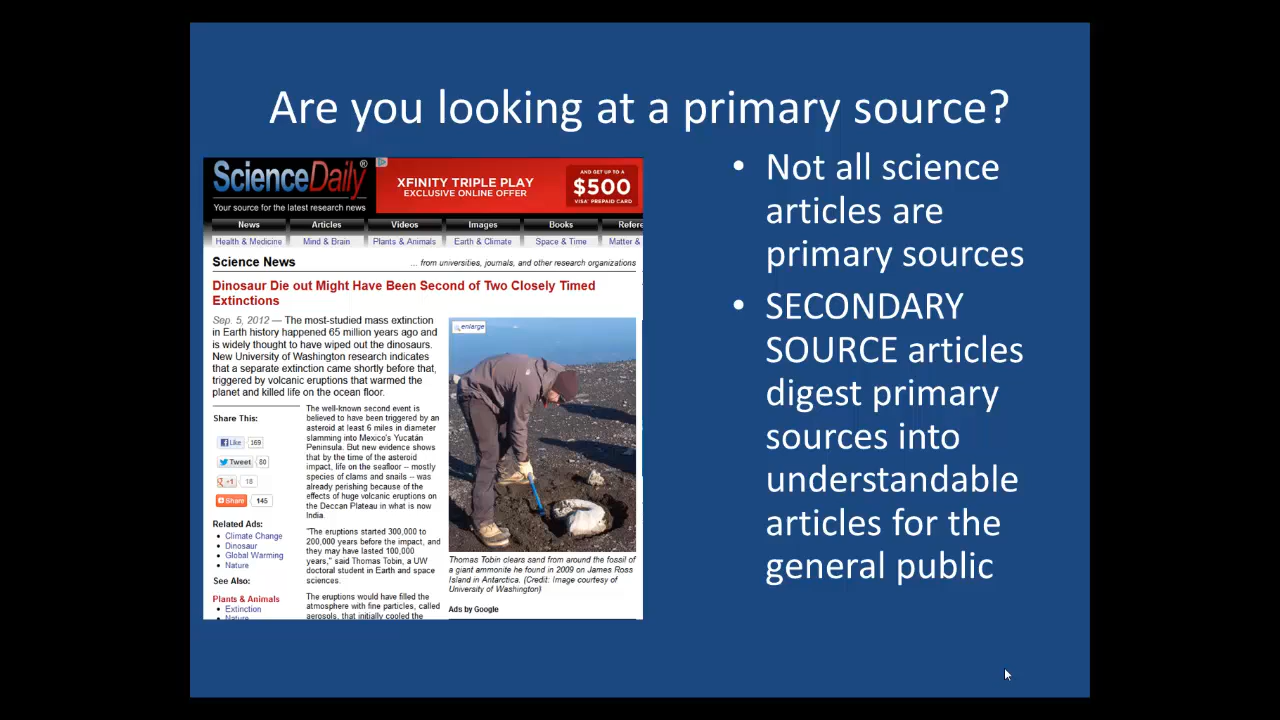 Are you looking at a primary source?
ScienceDaily®
Your source for the latest research news
XFINITY TRIPLE PLAY
EXCLUSIVE ONLINE OFFER
AND GET UP TO A
$500
VISA® PREPAID CARD
News Articles Videos Images Books Refere
Health & Medicine Mind & Brain Plants & Animals Earth & Climate Space & Time Matter &
Science News
... from universities, journals, and other research organizations
Dinosaur Die out Might Have Been Second of Two Closely Timed
Extinctions
Sep. 5, 2012 — The most-studied mass extinction
in Earth history happened 65 million years ago and
is widely thought to have wiped out the dinosaurs.
New University of Washington research indicates
that a separate extinction came shortly before that,
triggered by volcanic eruptions that warmed the
planet and killed life on the ocean floor.
Share This:
Like 169
Tweet 80
+1 18
Share 145
Related Ads:
• Climate Change
• Dinosaur
• Global Warming
• Nature
See Also:
Plants & Animals
• Extinction
• Nature
The well-known second event is
believed to have been triggered by an
asteroid at least 6 miles in diameter
slamming into Mexico's Yucatán
Peninsula. But new evidence shows
that by the time of the asteroid
impact, life on the seafloor -- mostly
species of clams and snails -- was
already perishing because of the
effects of huge volcanic eruptions on
the Deccan Plateau in what is now
India.
"The eruptions started 300,000 to
200,000 years before the impact, and
they may have lasted 100,000
years," said Thomas Tobin, a UW
doctoral student in Earth and space
sciences.
The eruptions would have filled the
atmosphere with fine particles, called
aerosols, that initially cooled the
enlarge
Thomas Tobin clears sand from around the fossil of
a giant ammonite he found in 2009 on James Ross
Island in Antarctica. (Credit: Image courtesy of
University of Washington)
Ads by Google
• Not all science
articles are
primary sources
• SECONDARY
SOURCE articles
digest primary
sources into
understandable
articles for the
general public